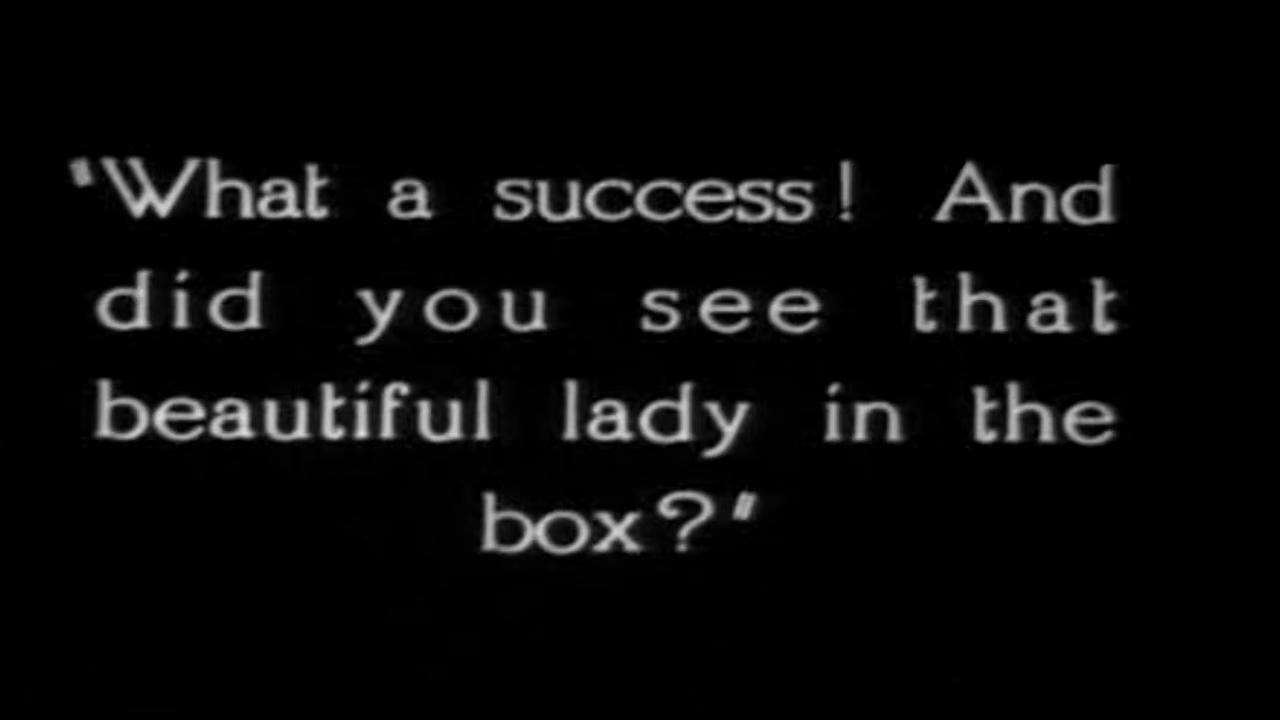 "What a success! And
did you see that
beautiful lady in the
box?"